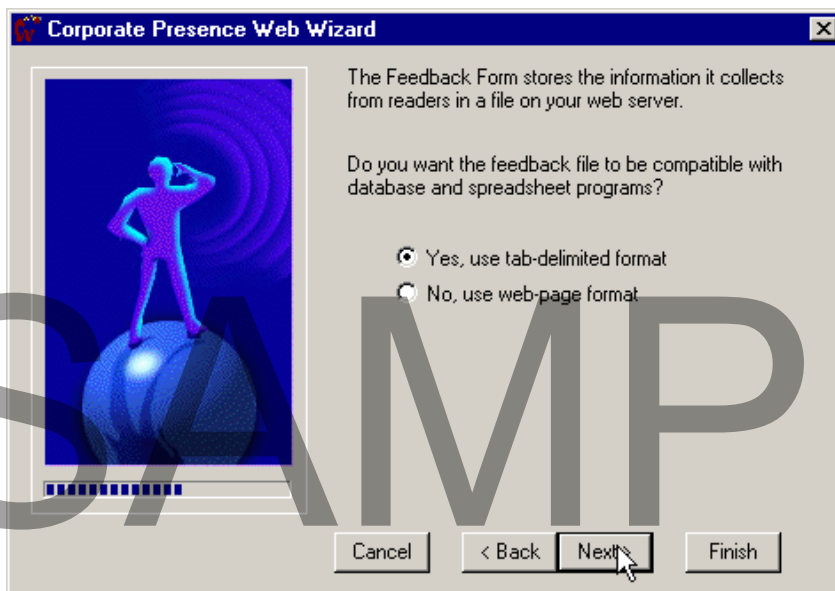 Corporate Presence Web Wizard
The Feedback Form stores the information it collects
from readers in a file on your web server.
Do you want the feedback file to be compatible with
database and spreadsheet programs?
Yes, use tab-delimited format
No, use web-page format
SAMP
Cancel
< Back
Next >
Finish